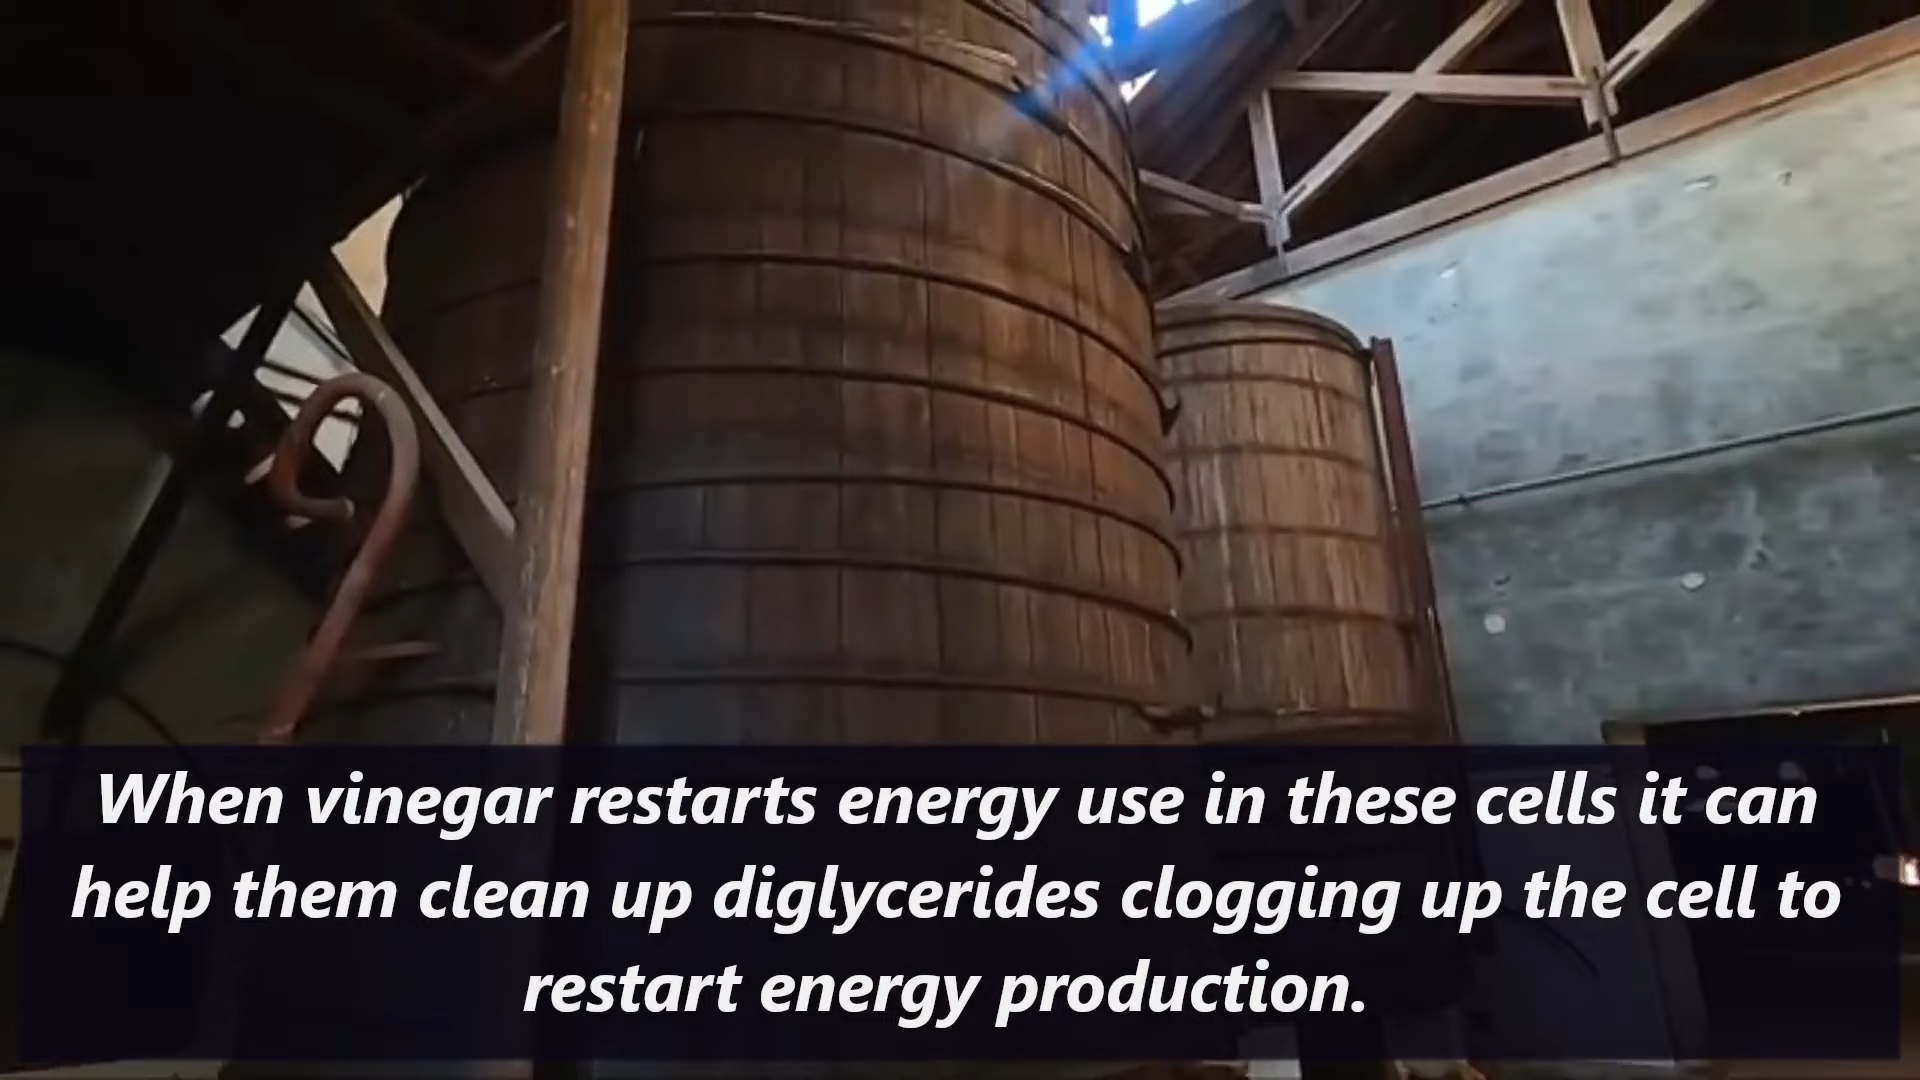 When vinegar restarts energy use in these cells it can
help them clean up diglycerides clogging up the cell to
restart energy production.